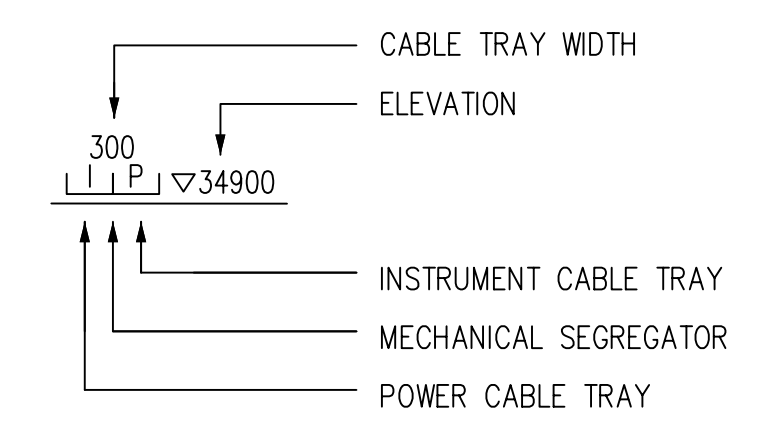 CABLE TRAY WIDTH
ELEVATION
300
I P ▽34900
INSTRUMENT CABLE TRAY
MECHANICAL SEGREGATOR
POWER CABLE TRAY